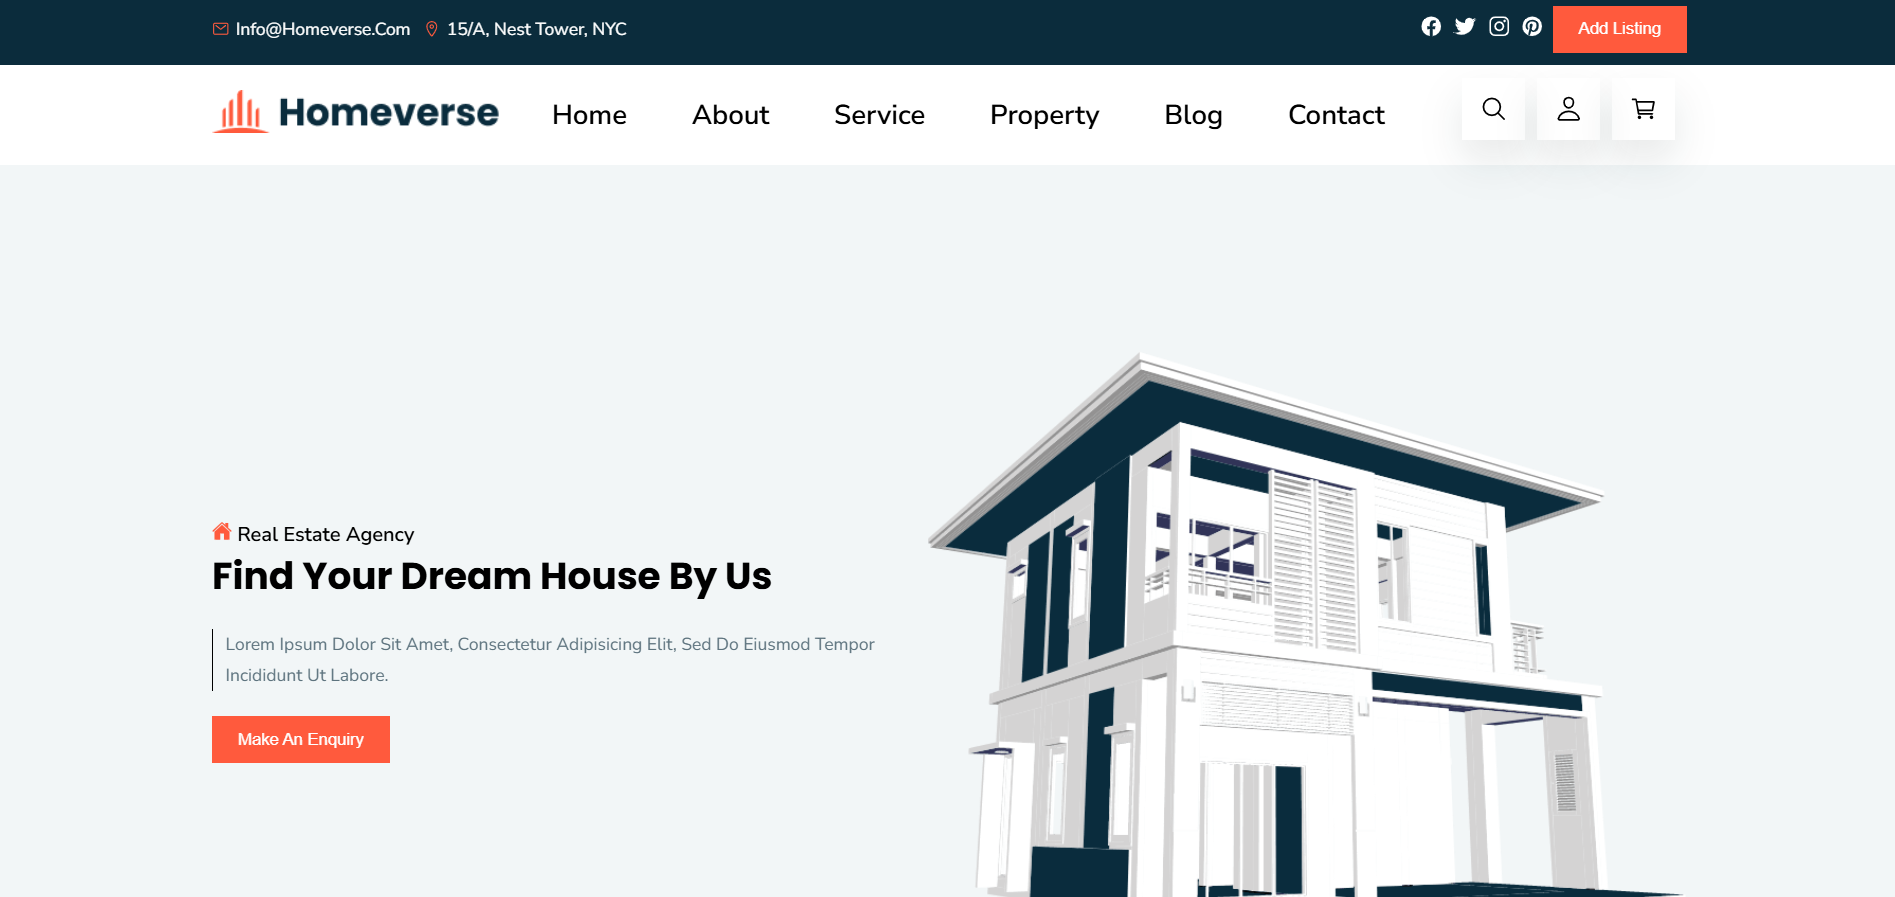 Info@Homeverse.Com 15/A, Nest Tower, NYC Add Listing
Homeverse Home About Service Property Blog Contact
Real Estate Agency
Find Your Dream House By Us
Lorem Ipsum Dolor Sit Amet, Consectetur Adipisicing Elit, Sed Do Eiusmod Tempor
Incididunt Ut Labore.
Make An Enquiry